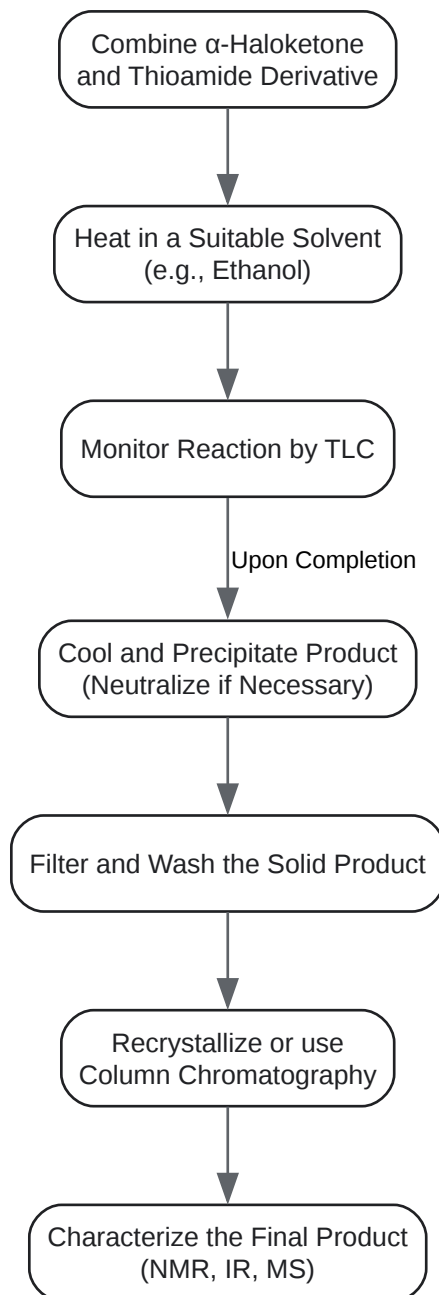 Combine α-Haloketone
and Thioamide Derivative
Heat in a Suitable Solvent
(e.g., Ethanol)
Monitor Reaction by TLC
Upon Completion
Cool and Precipitate Product
(Neutralize if Necessary)
Filter and Wash the Solid Product
Recrystallize or use
Column Chromatography
Characterize the Final Product
(NMR, IR, MS)